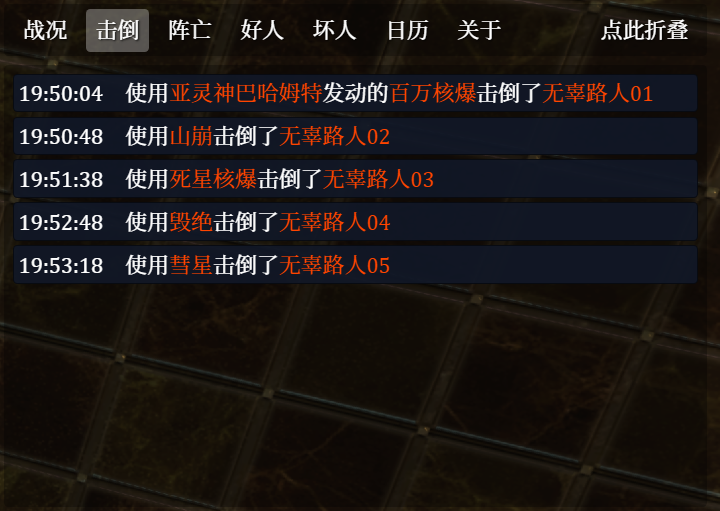 战况 击倒 阵亡 好人 坏人 日历 关于 点此折叠
19:50:04 使用亚灵神巴哈姆特发动的百万核爆击倒了无辜路人01
19:50:48 使用山崩击倒了无辜路人02
19:51:38 使用死星核爆击倒了无辜路人03
19:52:48 使用毁绝击倒了无辜路人04
19:53:18 使用彗星击倒了无辜路人05